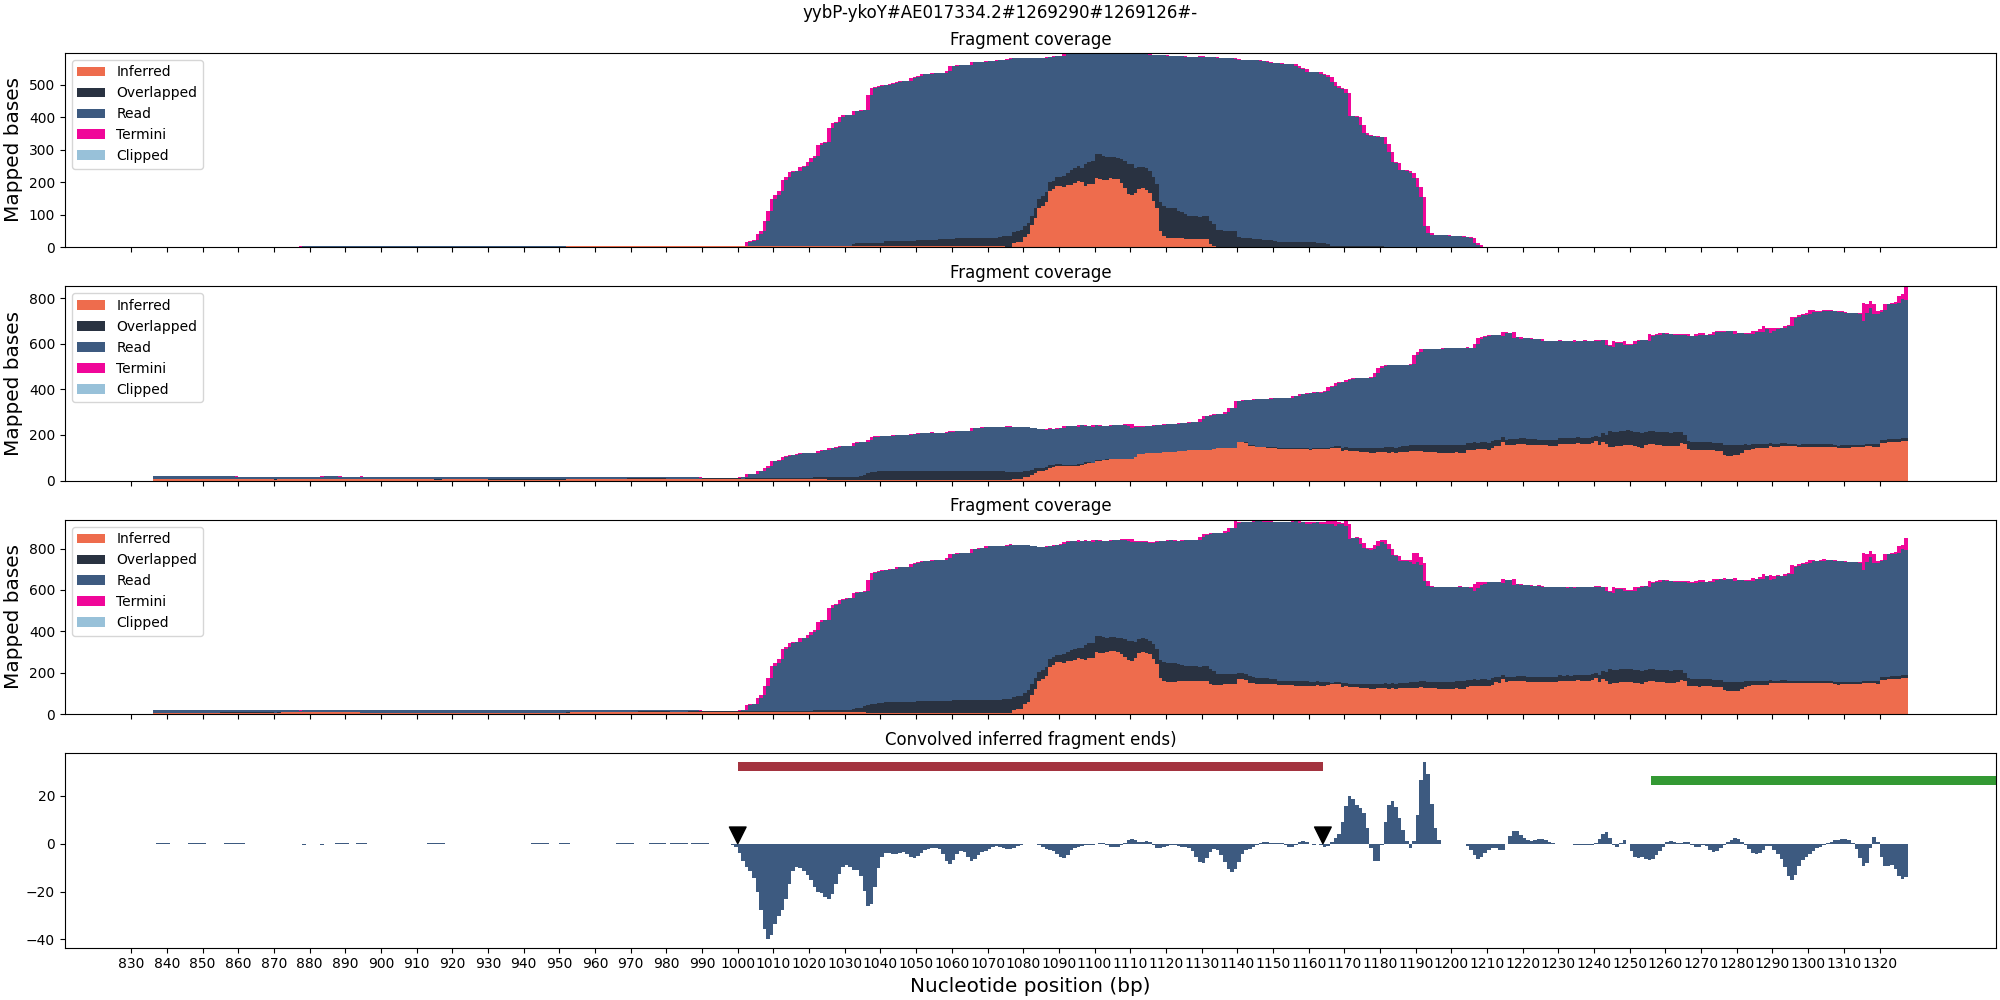 yybP-ykoY#AE017334.2#1269290#1269126#-
Fragment coverage
Mapped bases
500
400
300
200
100
0
Inferred
Overlapped
Read
Termini
Clipped
Fragment coverage
Mapped bases
800
600
400
200
0
Inferred
Overlapped
Read
Termini
Clipped
Fragment coverage
Mapped bases
800
600
400
200
0
Inferred
Overlapped
Read
Termini
Clipped
Convolved inferred fragment ends)
20
0
−20
−40
830 840 850 860 870 880 890 900 910 920 930 940 950 960 970 980 990 1000 1010 1020 1030 1040 1050 1060 1070 1080 1090 1100 1110 1120 1130 1140 1150 1160 1170 1180 1190 1200 1210 1220 1230 1240 1250 1260 1270 1280 1290 1300 1310 1320
Nucleotide position (bp)